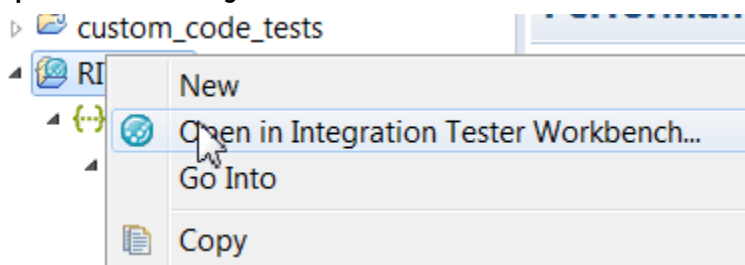 custom_code_tests
RI
New
Open in Integration Tester Workbench...
Go Into
Copy